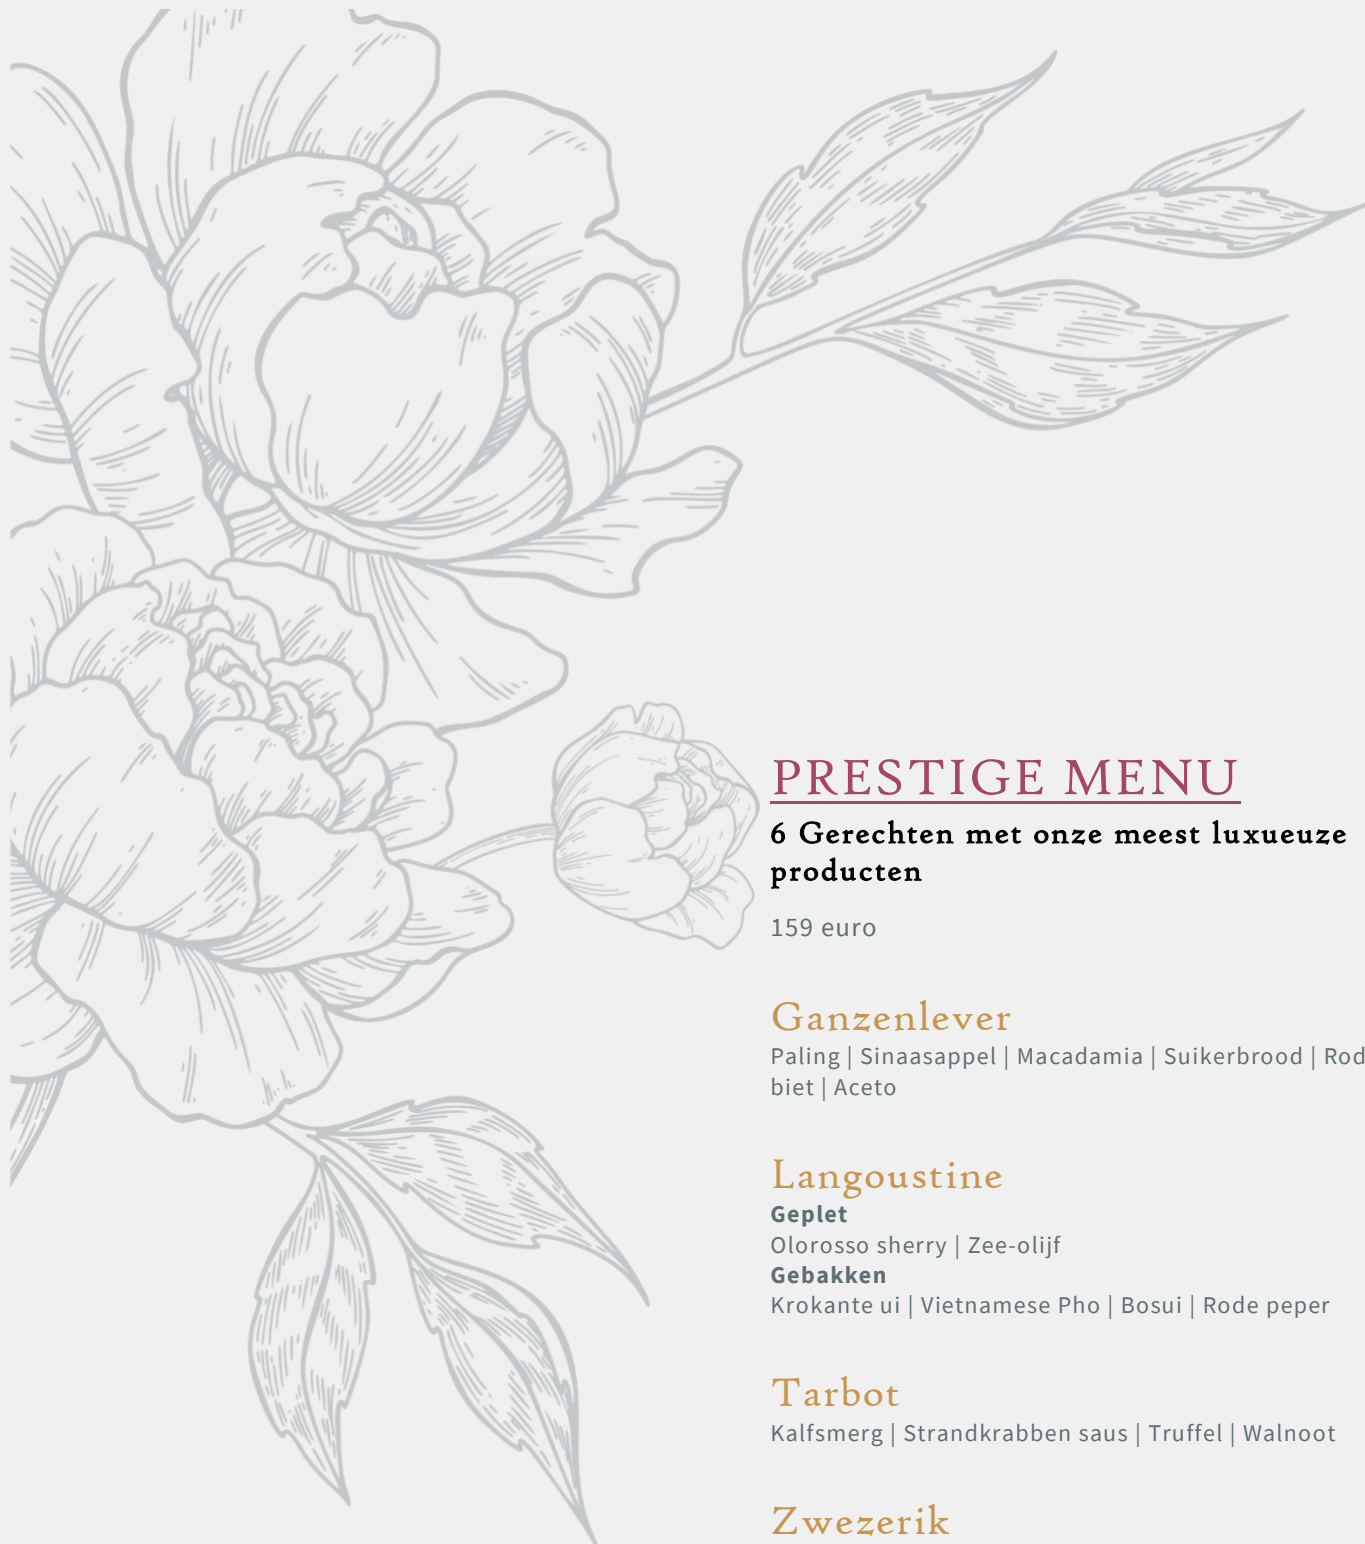 PRESTIGE MENU
6 Gerechten met onze meest luxueuze
producten
159 euro
Ganzenlever
Paling | Sinaasappel | Macadamia | Suikerbrood | Rod
biet | Aceto
Langoustine
Geplet
Olorosso sherry | Zee-olijf
Gebakken
Krokante ui | Vietnamese Pho | Bosui | Rode peper
Tarbot
Kalfsmerg | Strandkrabben saus | Truffel | Walnoot
Zwezerik